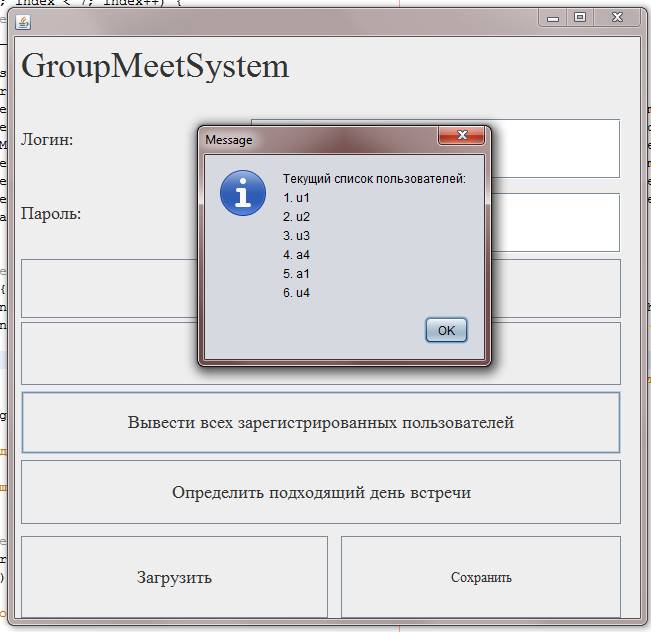 ; index < 7; index++) {
GroupMeetSystem
Логин:
Пароль:
Message
Текущий список пользователей:
1. u1
2. u2
3. u3
4. a4
5. a1
6. u4
OK
Вывести всех зарегистрированных пользователей
Определить подходящий день встречи
Загрузить
Сохранить